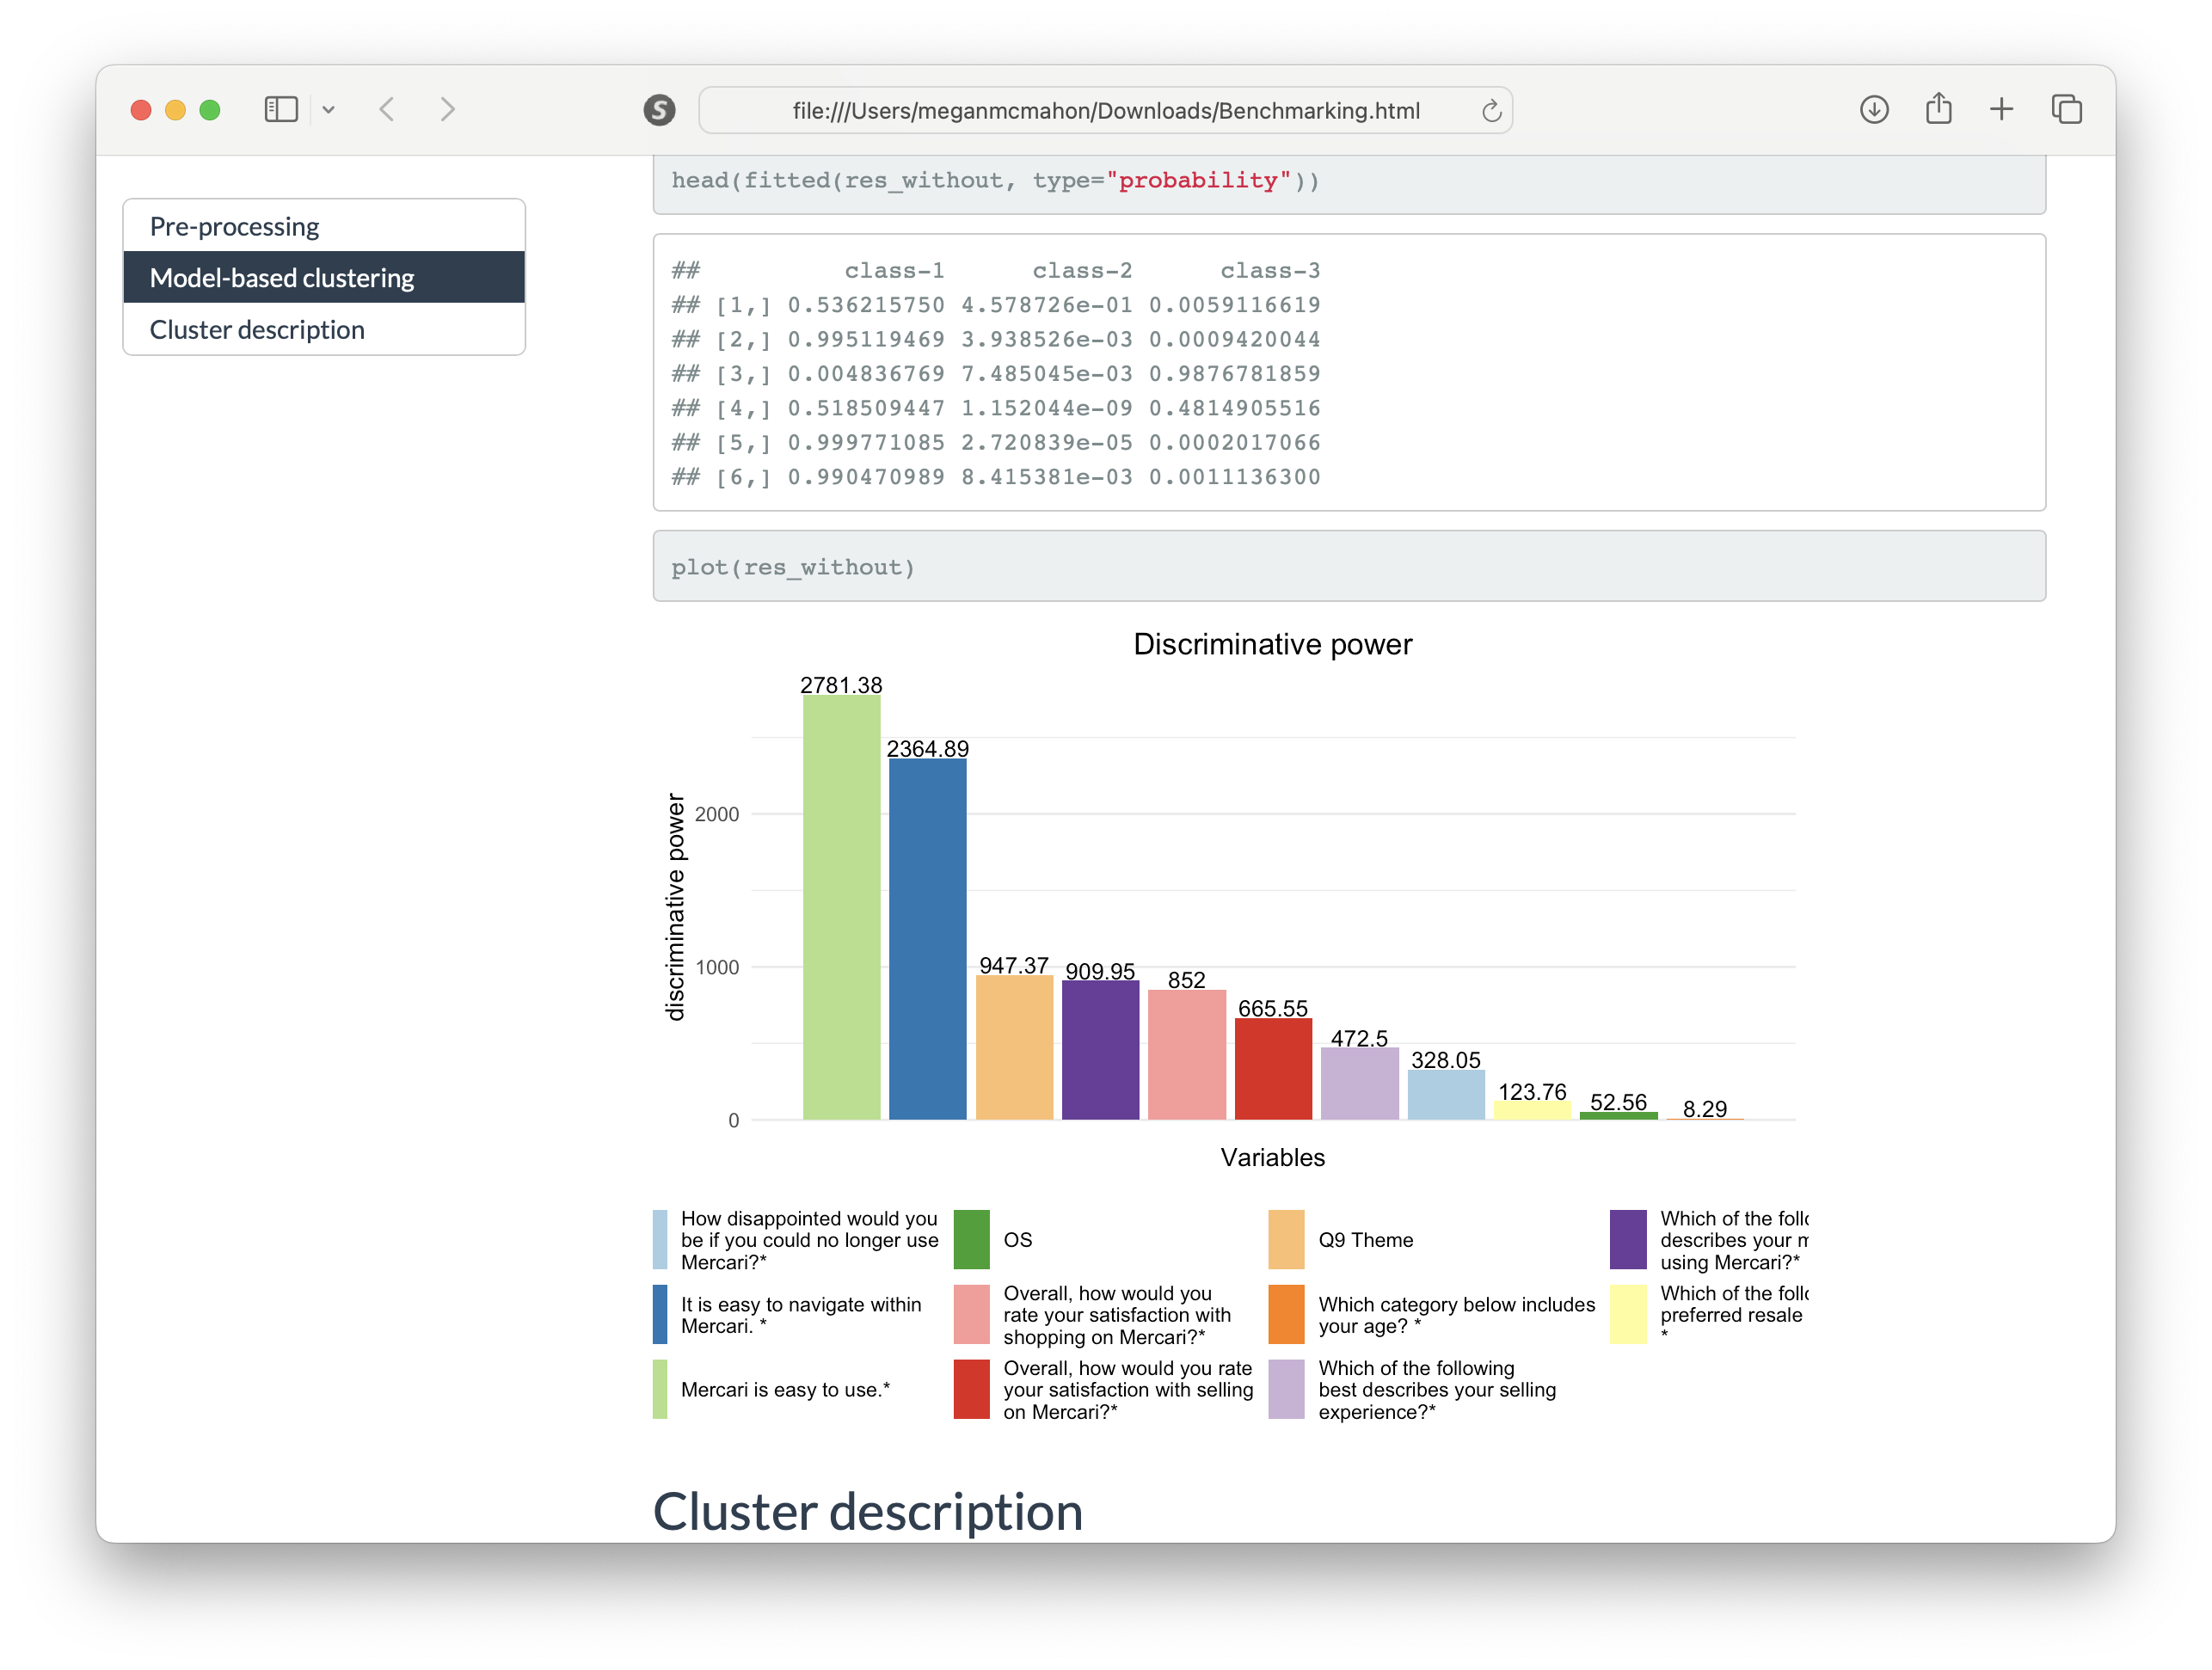 file:///Users/meganmcmahon/Downloads/Benchmarking.html
Pre-processing
Model-based clustering
Cluster description
head(fitted(res_without, type="probability"))
## class-1 class-2 class-3
## [1,] 0.536215750 4.578726e-01 0.0059116619
## [2,] 0.995119469 3.938526e-03 0.0009420044
## [3,] 0.004836769 7.485045e-03 0.9876781859
## [4,] 0.518509447 1.152044e-09 0.4814905516
## [5,] 0.999771085 2.720839e-05 0.0002017066
## [6,] 0.990470989 8.415381e-03 0.0011136300
plot(res_without)
Discriminative power
2781.38
2364.89
947.37
909.95
852
665.55
472.5
328.05
123.76
52.56
8.29
discriminative power
2000
1000
0
Variables
How disappointed would you
be if you could no longer use
Mercari?*
It is easy to navigate within
Mercari. *
Mercari is easy to use.*
OS
Overall, how would you
rate your satisfaction with
shopping on Mercari?*
Overall, how would you rate
your satisfaction with selling
on Mercari?*
Q9 Theme
Which category below includes
your age? *
Which of the following
best describes your selling
experience?*
Which of the
describes your
using Mercari?*
Which of the
preferred resale
*
Cluster description